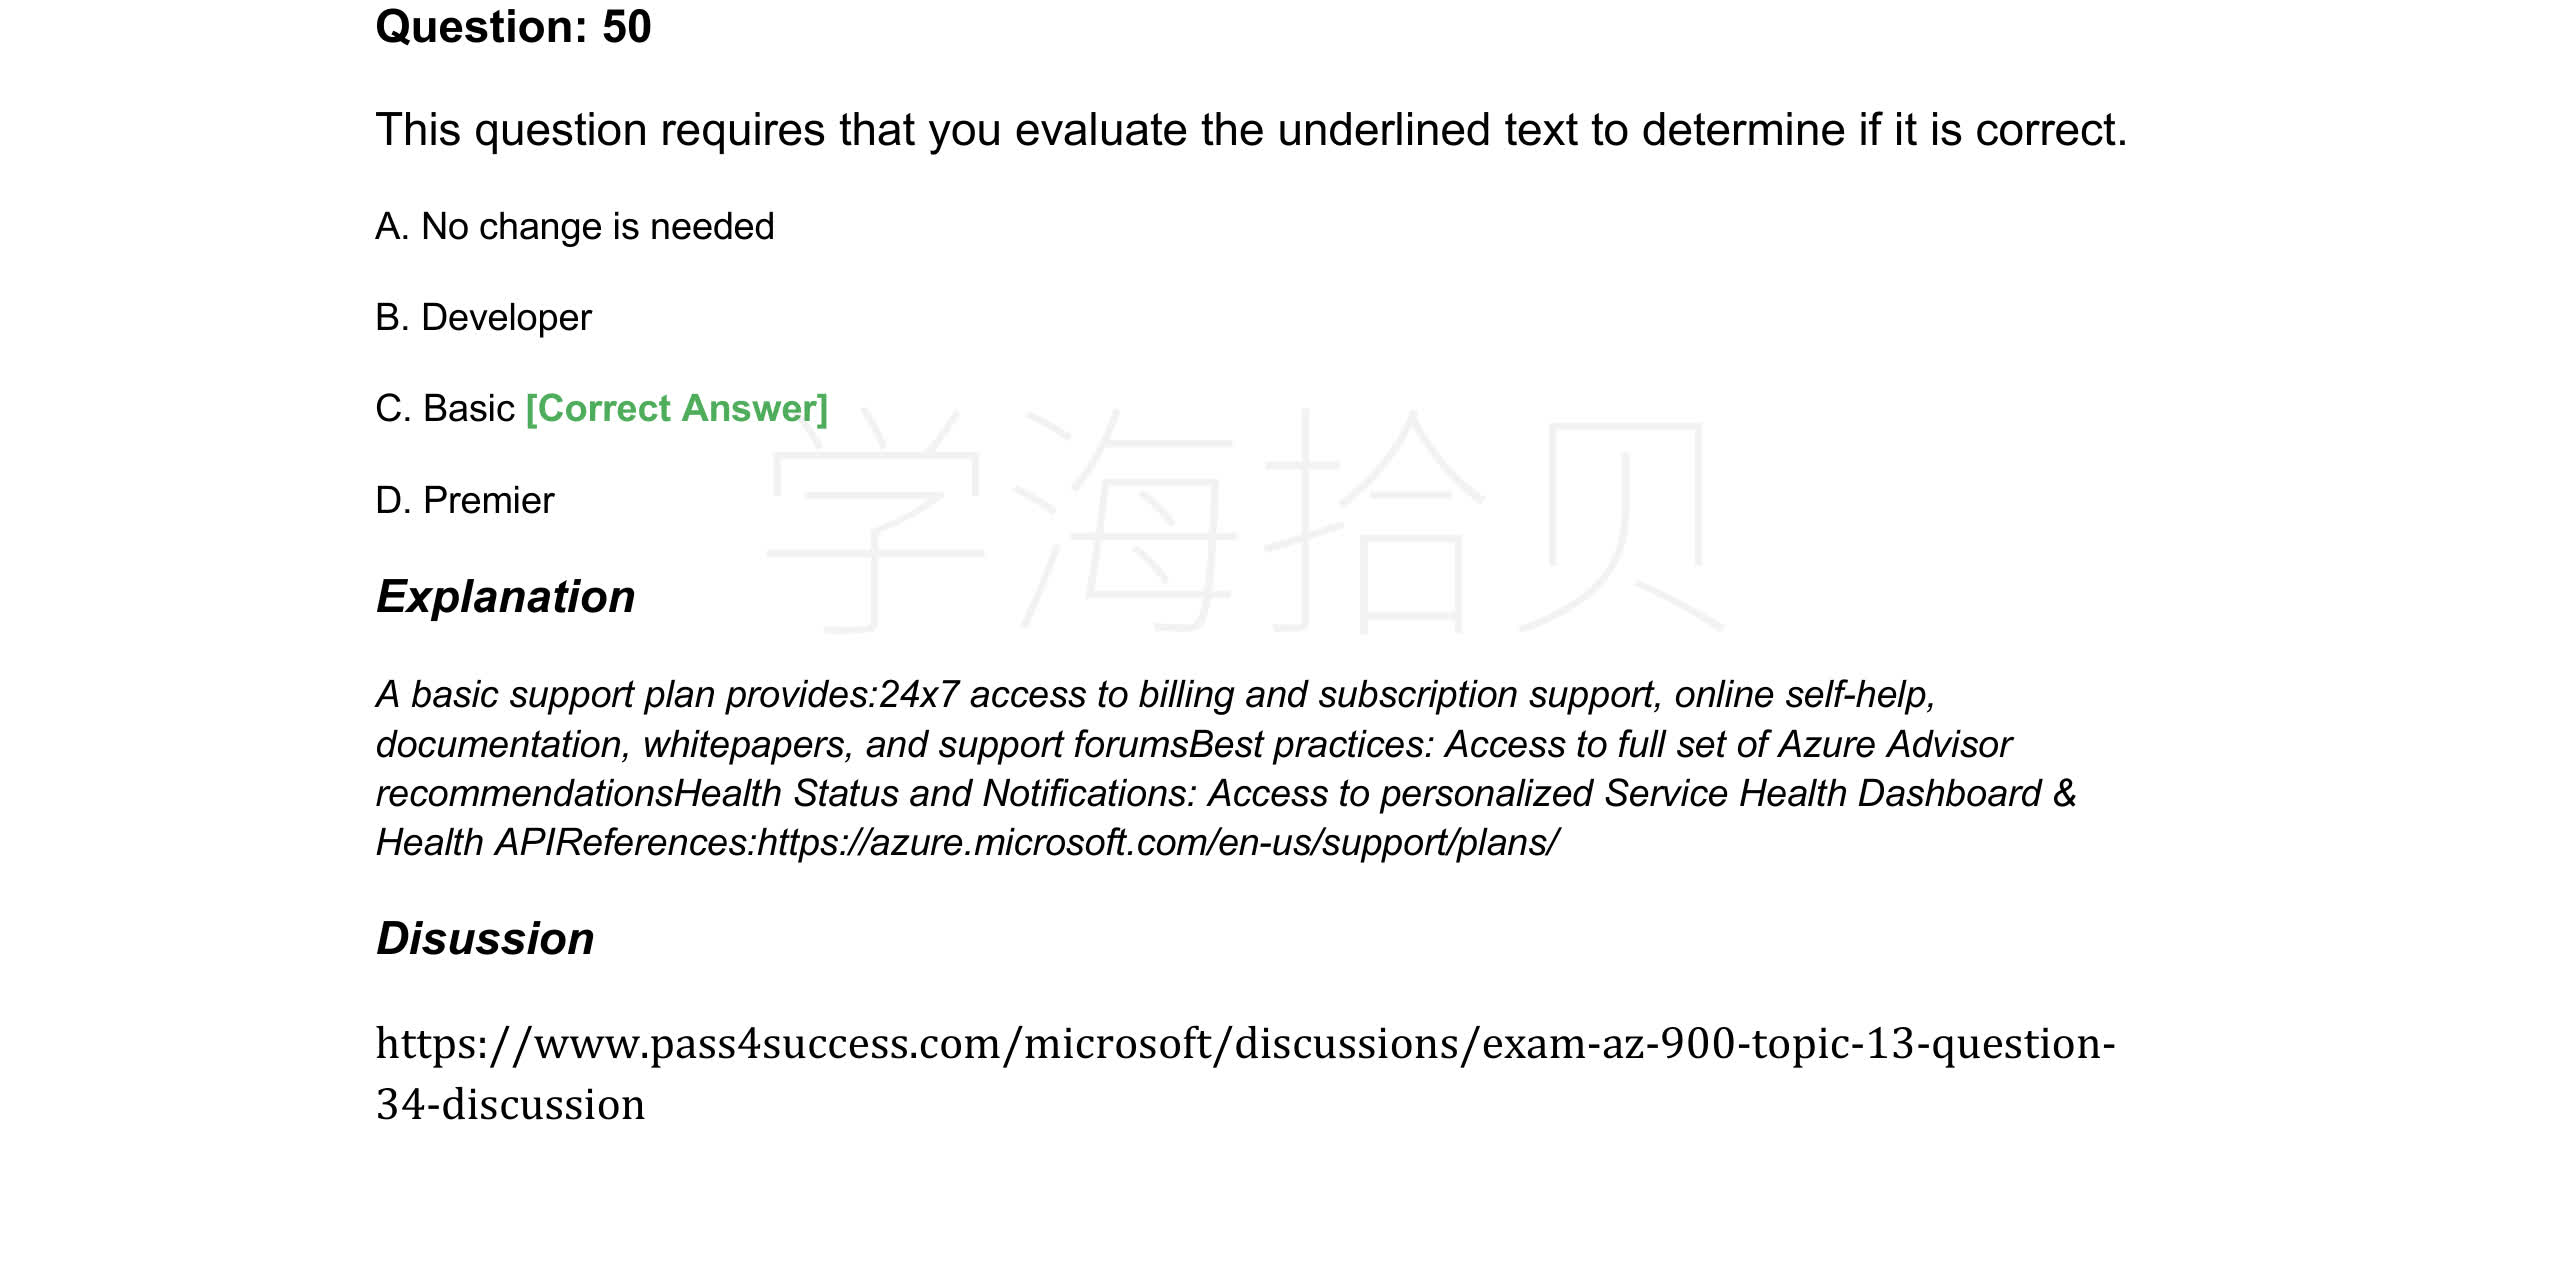 Question: 50
This question requires that you evaluate the underlined text to determine if it is correct.
A. No change is needed
B. Developer
C. Basic [Correct Answer]
D. Premier
学海拾贝
Explanation
A basic support plan provides:24x7 access to billing and subscription support, online self-help,
documentation, whitepapers, and support forumsBest practices: Access to full set of Azure Advisor
recommendationsHealth Status and Notifications: Access to personalized Service Health Dashboard &
Health APIReferences:https://azure.microsoft.com/en-us/support/plans/
Disussion
https://www.pass4success.com/microsoft/discussions/exam-az-900-topic-13-question-
34-discussion